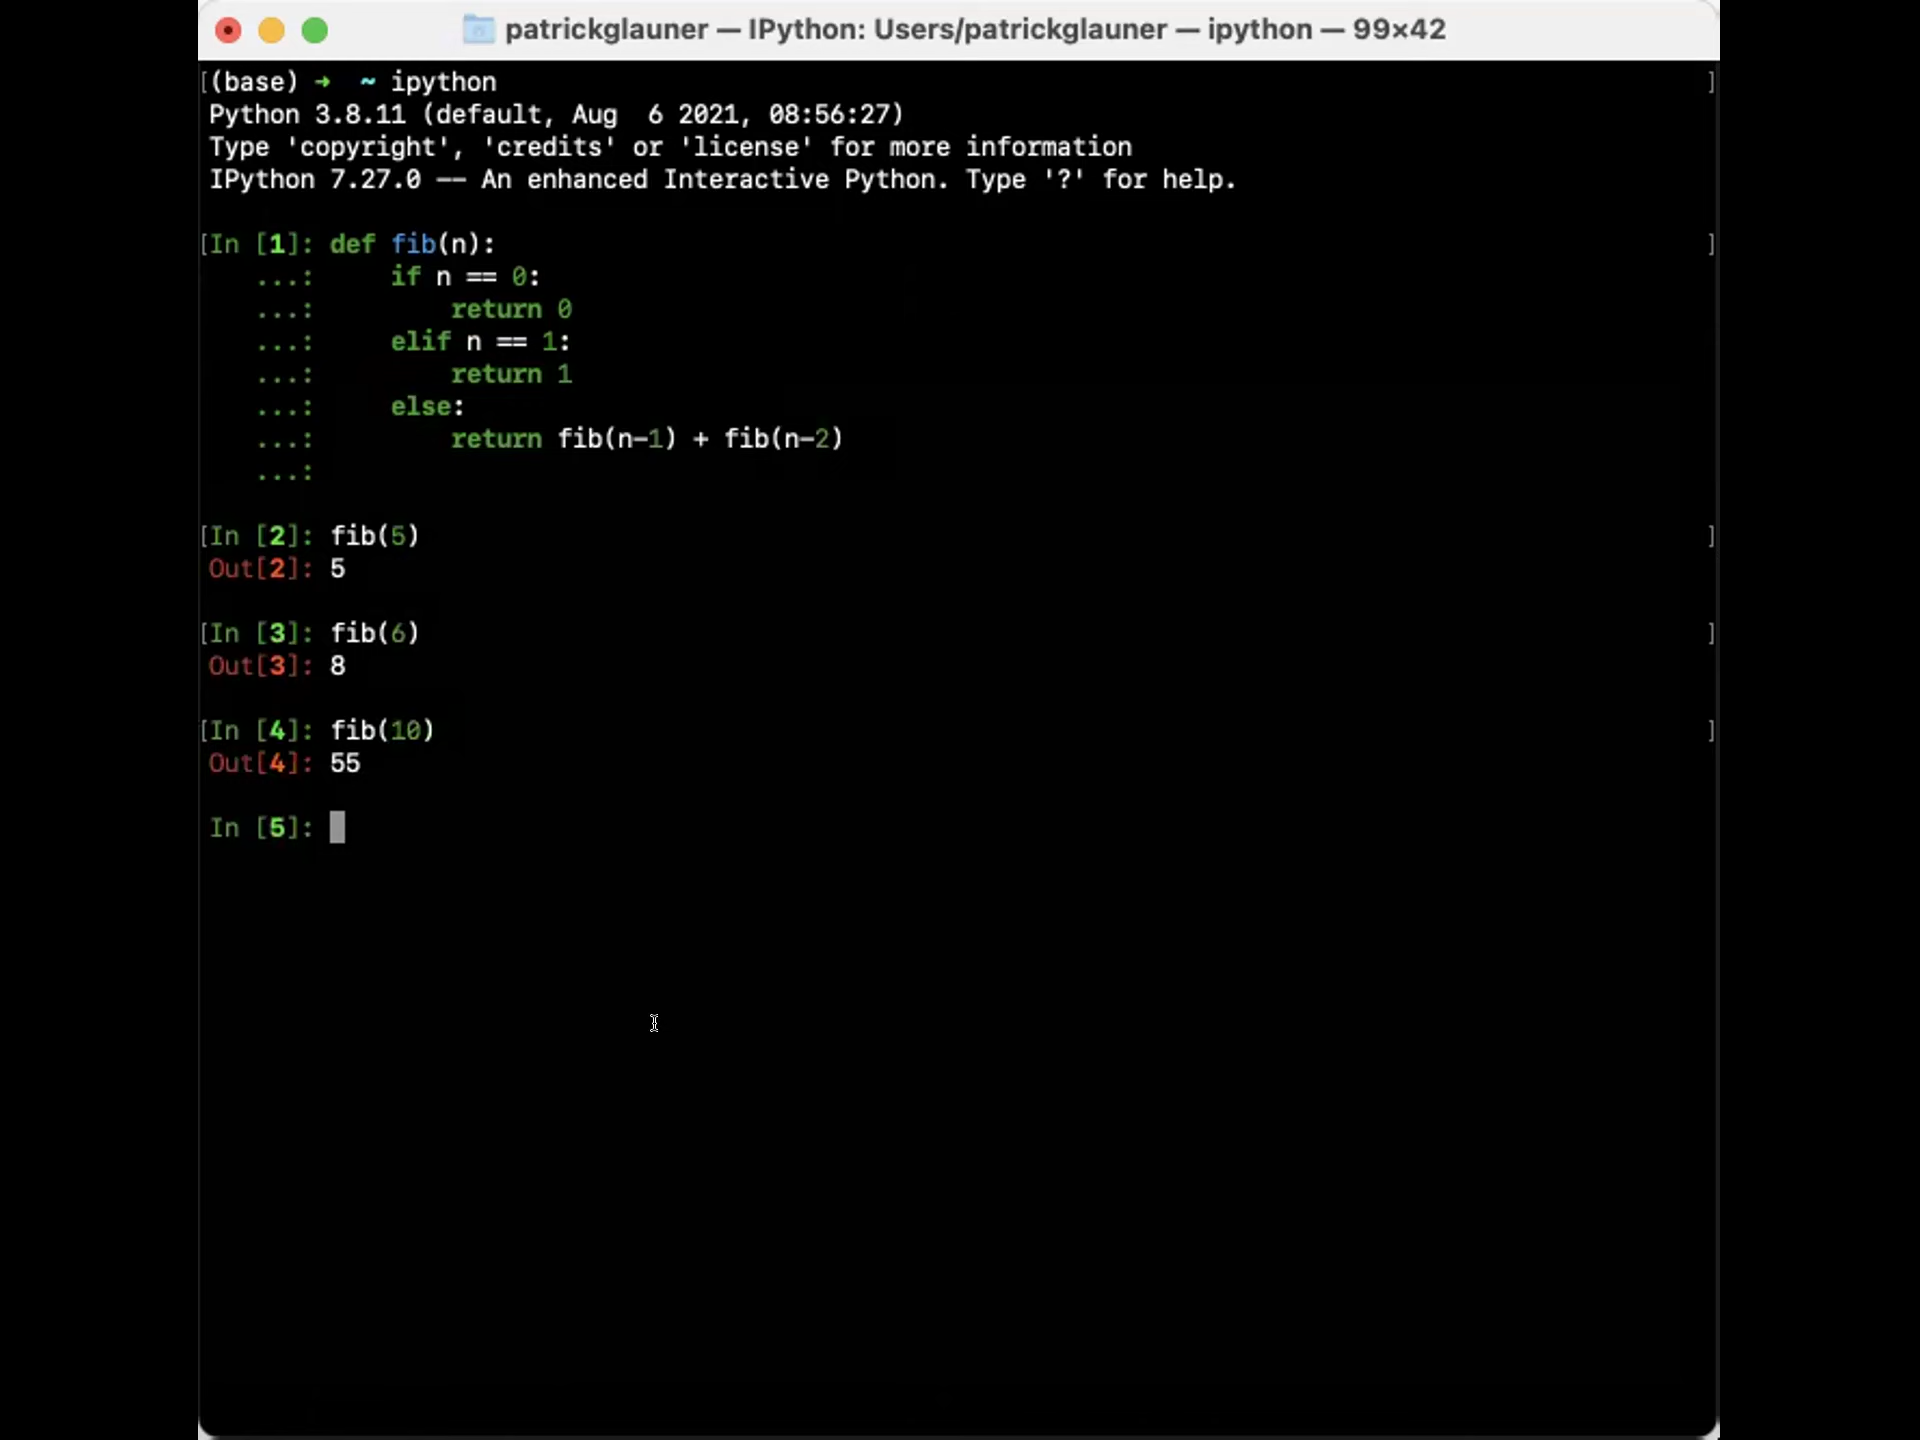 patrickglauner — IPython: Users/patrickglauner — ipython — 99×42
[(base) ➜  ~ ipython ]
Python 3.8.11 (default, Aug  6 2021, 08:56:27)
Type 'copyright', 'credits' or 'license' for more information
IPython 7.27.0 -- An enhanced Interactive Python. Type '?' for help.
[In [1]: def fib(n): ]
   ...:     if n == 0:
   ...:         return 0
   ...:     elif n == 1:
   ...:         return 1
   ...:     else:
   ...:         return fib(n-1) + fib(n-2)
   ...:
[In [2]: fib(5) ]
Out[2]: 5
[In [3]: fib(6) ]
Out[3]: 8
[In [4]: fib(10) ]
Out[4]: 55
In [5]: